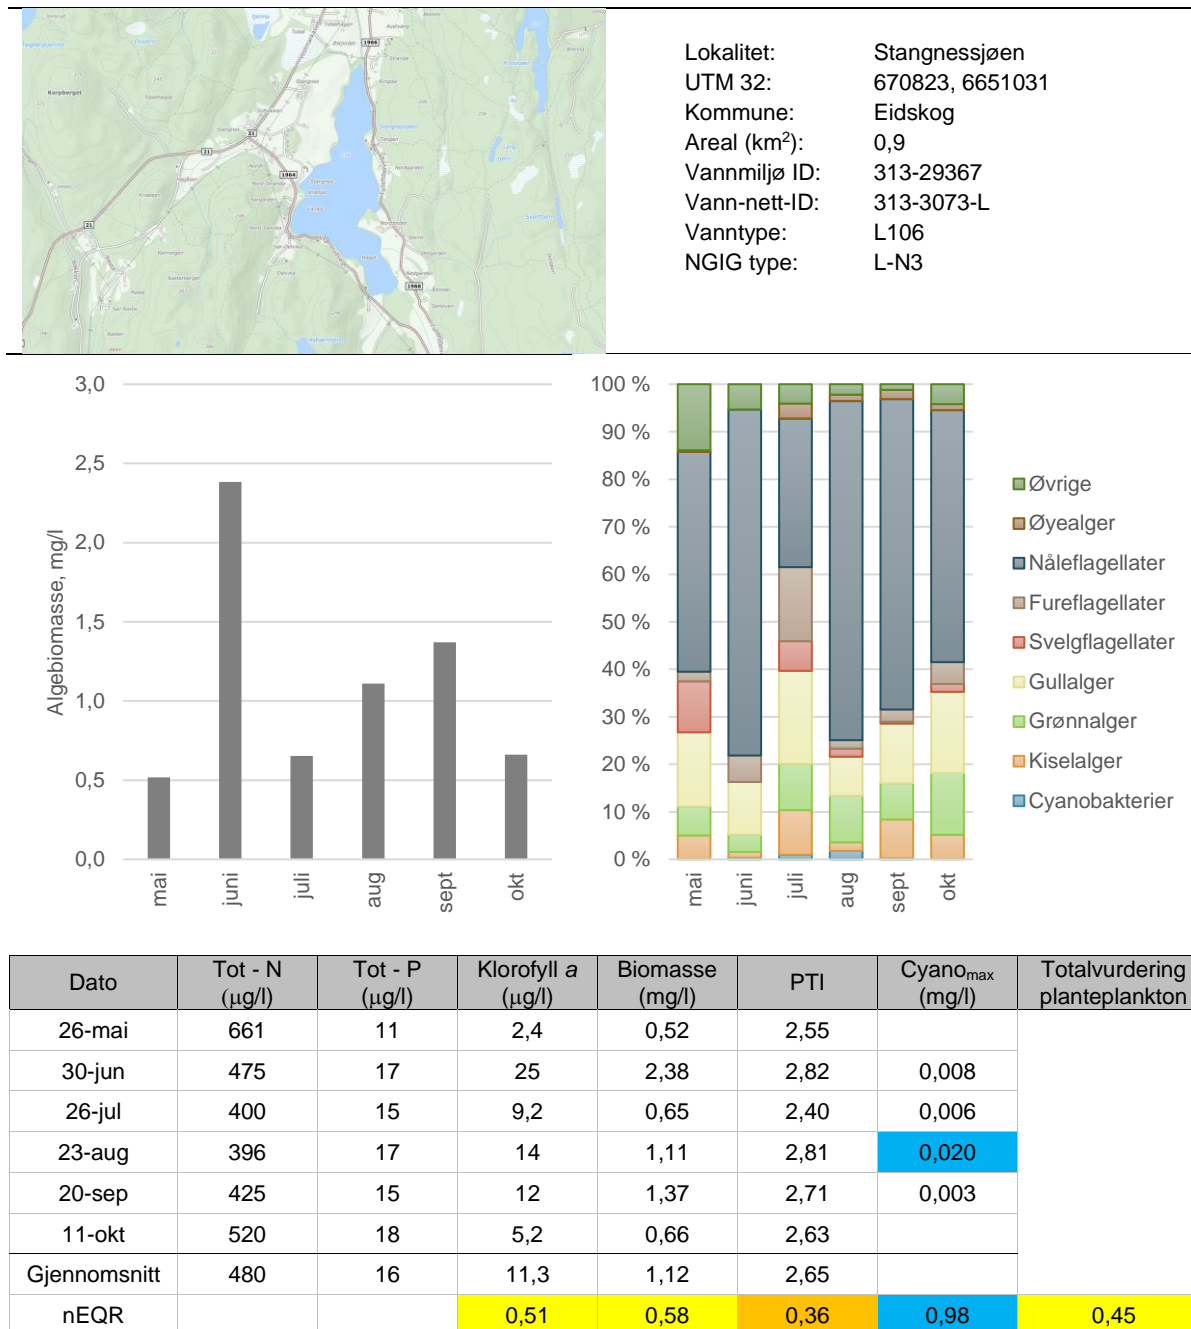 Lokalitet: Stangnessjøen
UTM 32: 670823, 6651031
Kommune: Eidskog
Areal (km²): 0,9
Vannmiljø ID: 313-29367
Vann-nett-ID: 313-3073-L
Vanntype: L106
NGIG type: L-N3
Korpberget
Stangnes
21
21
21
1966
1964
1966
Algebiomasse, mg/l
3,0
2,5
2,0
1,5
1,0
0,5
0,0
mai juni juli aug sept okt
100 %
90 %
80 %
70 %
60 %
50 %
40 %
30 %
20 %
10 %
0 %
mai juni juli aug sept okt
Øvrige
Øyealger
Nåleflagellater
Fureflagellater
Svelgflagellater
Gullalger
Grønnalger
Kiselalger
Cyanobakterier
Dato Tot - N (µg/l) Tot - P (µg/l) Klorofyll a (µg/l) Biomasse (mg/l) PTI Cyanomax (mg/l) Totalvurdering planteplankton
26-mai 661 11 2,4 0,52 2,55
30-jun 475 17 25 2,38 2,82 0,008
26-jul 400 15 9,2 0,65 2,40 0,006
23-aug 396 17 14 1,11 2,81 0,020
20-sep 425 15 12 1,37 2,71 0,003
11-okt 520 18 5,2 0,66 2,63
Gjennomsnitt 480 16 11,3 1,12 2,65
nEQR 0,51 0,58 0,36 0,98 0,45